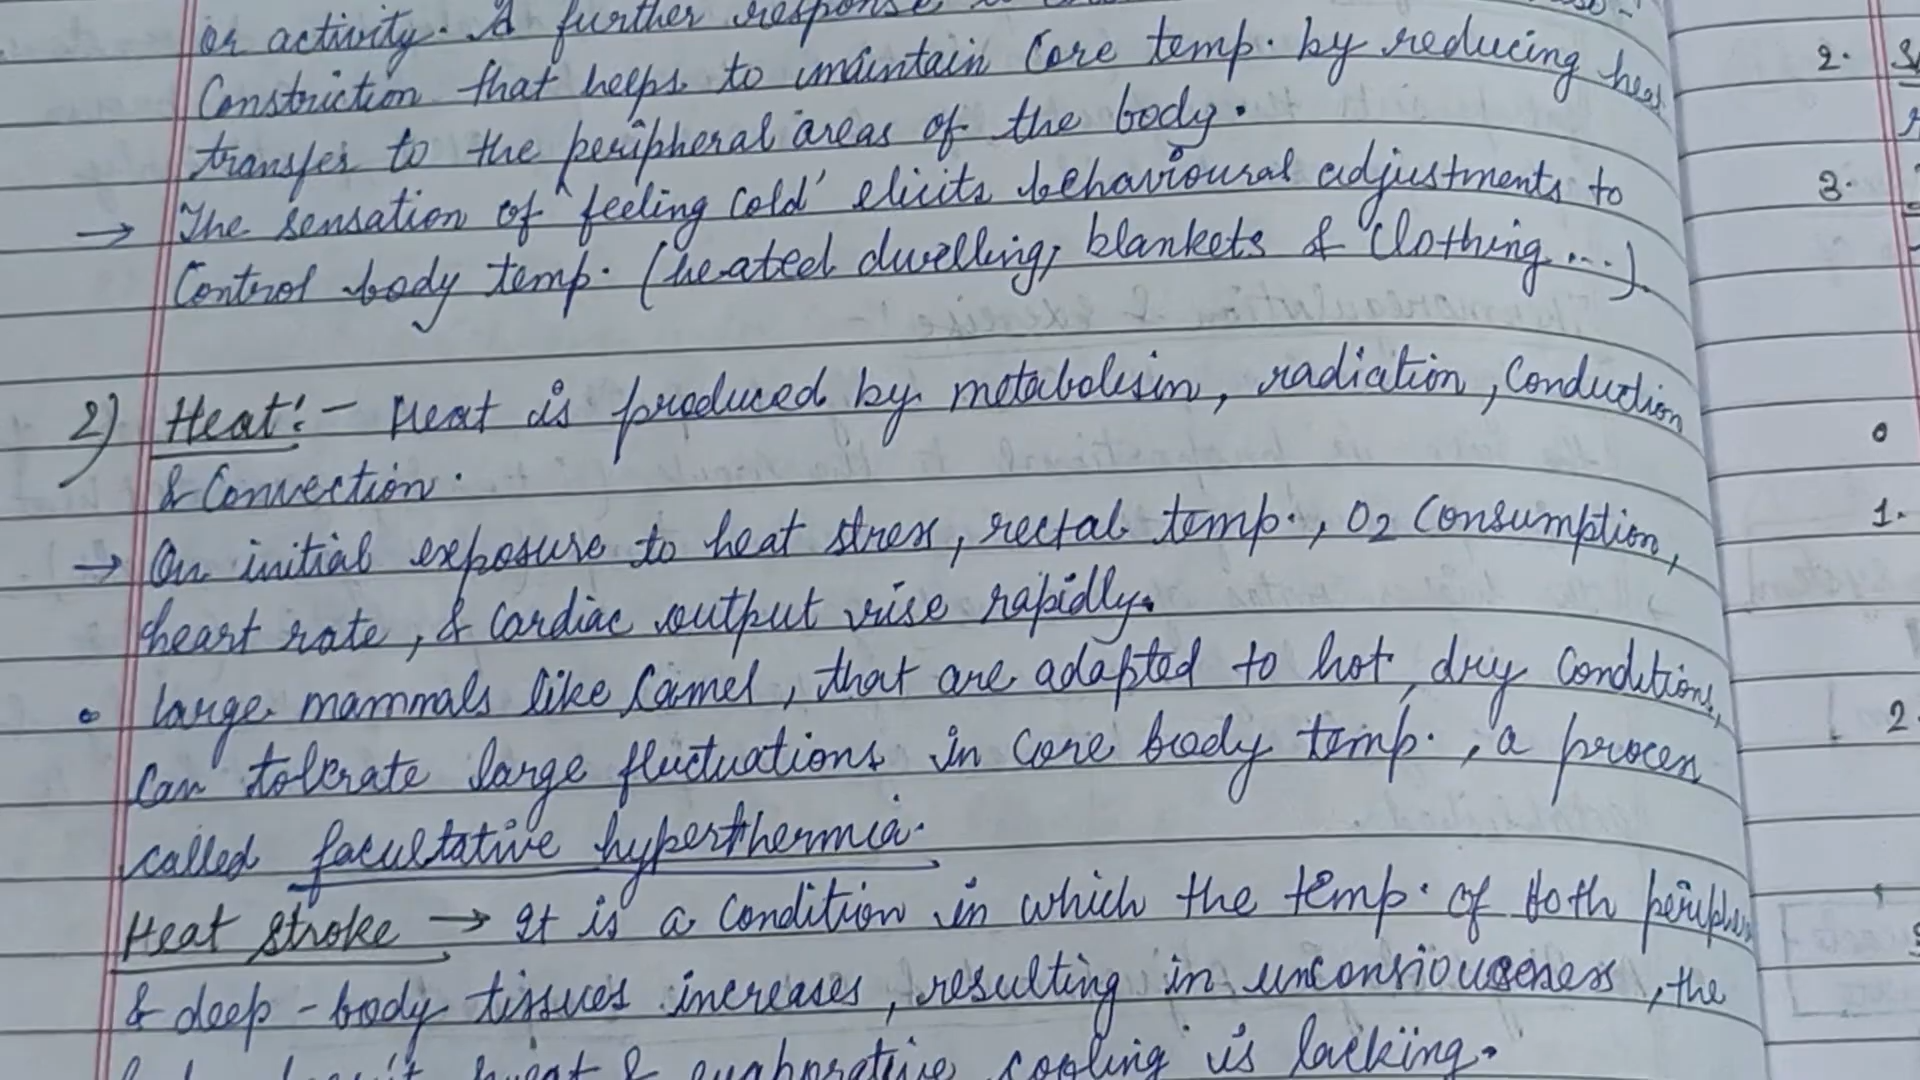 or activity. A further response
Constriction that helps to maintain Core temp. by reducing heat
transfer to the peripheral areas of the body.
→ The sensation of 'feeling Cold' elicits behavioural adjustments to
Control body temp. (heated dwelling, blankets & Clothing ...).
2) Heat:- Heat is produced by metabolism, radiation, Conduction
& Convection.
→ On initial exposure to heat stress, rectal temp., O2 Consumption,
heart rate, & Cardiac output rise rapidly.
• large mammals like Camel, that are adapted to hot, dry Conditions,
Can tolerate large fluctuations in Core body temp., a process
called facultative hyperthermia.
Heat stroke → It is a Condition in which the temp. of both
& deep-body tissues increases, resulting in unconsiousness, the
& evaporative cooling is lacking.
2.
3.
1.
2